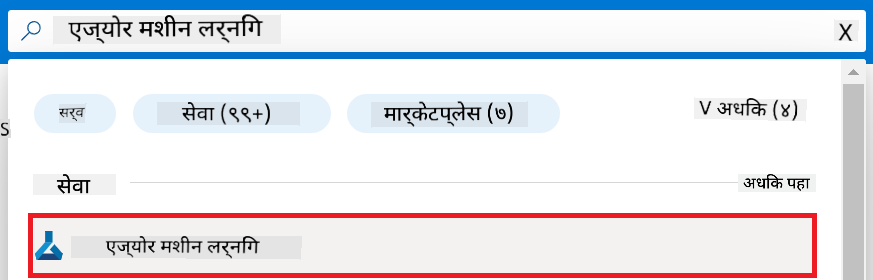 एज्योर मशीन लर्नगि X
सर्व सेवा (९९+) मार्केटप्लेस (७) V अधकि (४)
S
सेवा अधकि पहा
एज्योर मशीन लर्नगि